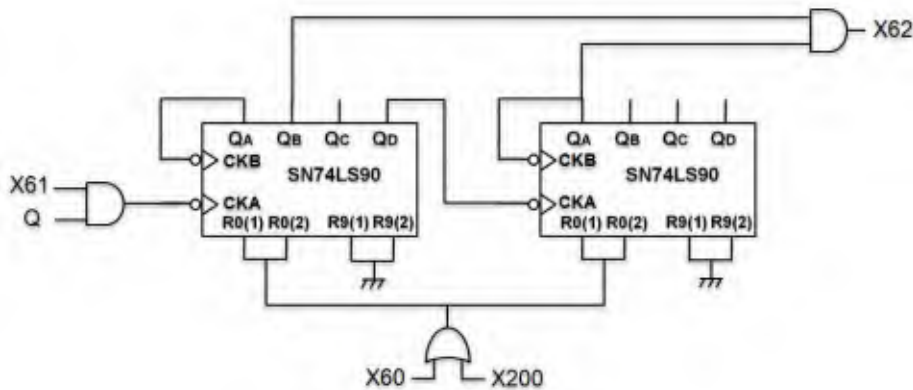 X62
QA QB QC QD
CKB
SN74LS90
CKA
R0(1) R0(2) R9(1) R9(2)
QA QB QC QD
CKB
SN74LS90
CKA
R0(1) R0(2) R9(1) R9(2)
X61
Q
X60 X200